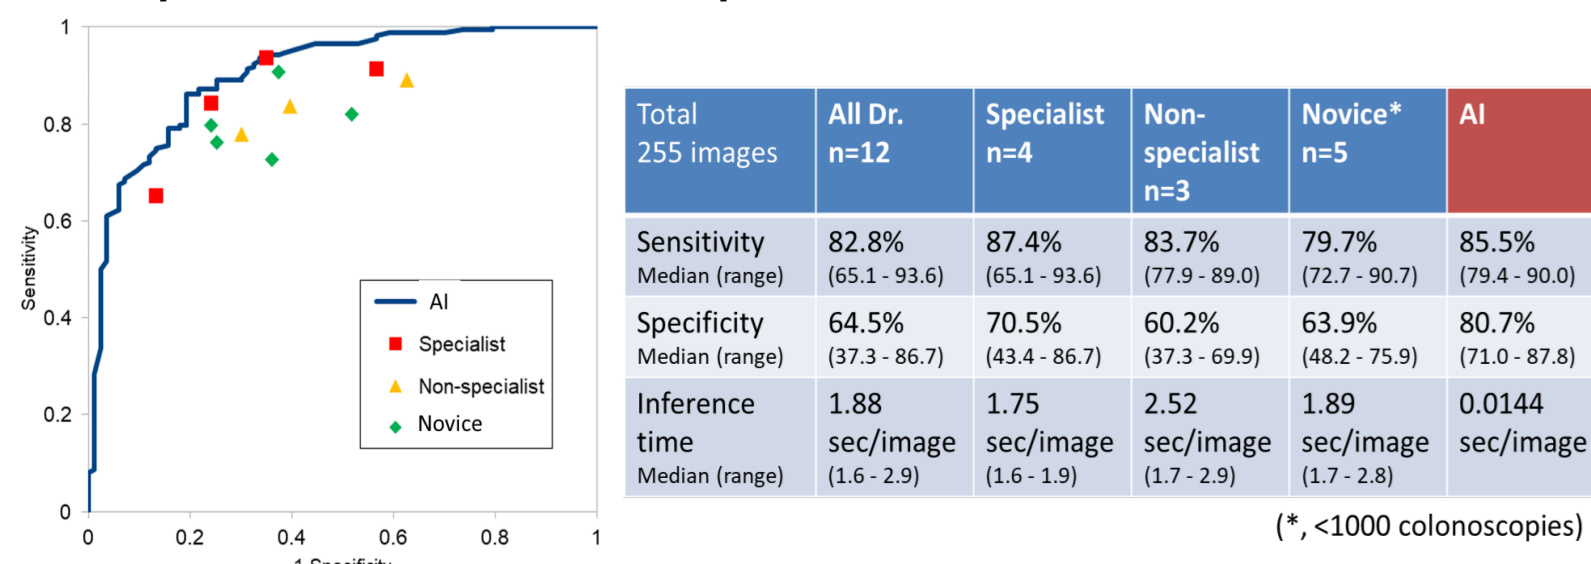 1
0.8
0.6
0.4
0.2
0
Sensitivity
0
0.2
0.4
0.6
0.8
1
AI
Specialist
Non-specialist
Novice
Total
255 images
All Dr.
n=12
Specialist
n=4
Non-
specialist
n=3
Novice*
n=5
AI
Sensitivity
Median (range)
82.8%
(65.1 - 93.6)
87.4%
(65.1 - 93.6)
83.7%
(77.9 - 89.0)
79.7%
(72.7 - 90.7)
85.5%
(79.4 - 90.0)
Specificity
Median (range)
64.5%
(37.3 - 86.7)
70.5%
(43.4 - 86.7)
60.2%
(37.3 - 69.9)
63.9%
(48.2 - 75.9)
80.7%
(71.0 - 87.8)
Inference
time
Median (range)
1.88
sec/image
(1.6 - 2.9)
1.75
sec/image
(1.6 - 1.9)
2.52
sec/image
(1.7 - 2.9)
1.89
sec/image
(1.7 - 2.8)
0.0144
sec/image
(*, <1000 colonoscopies)